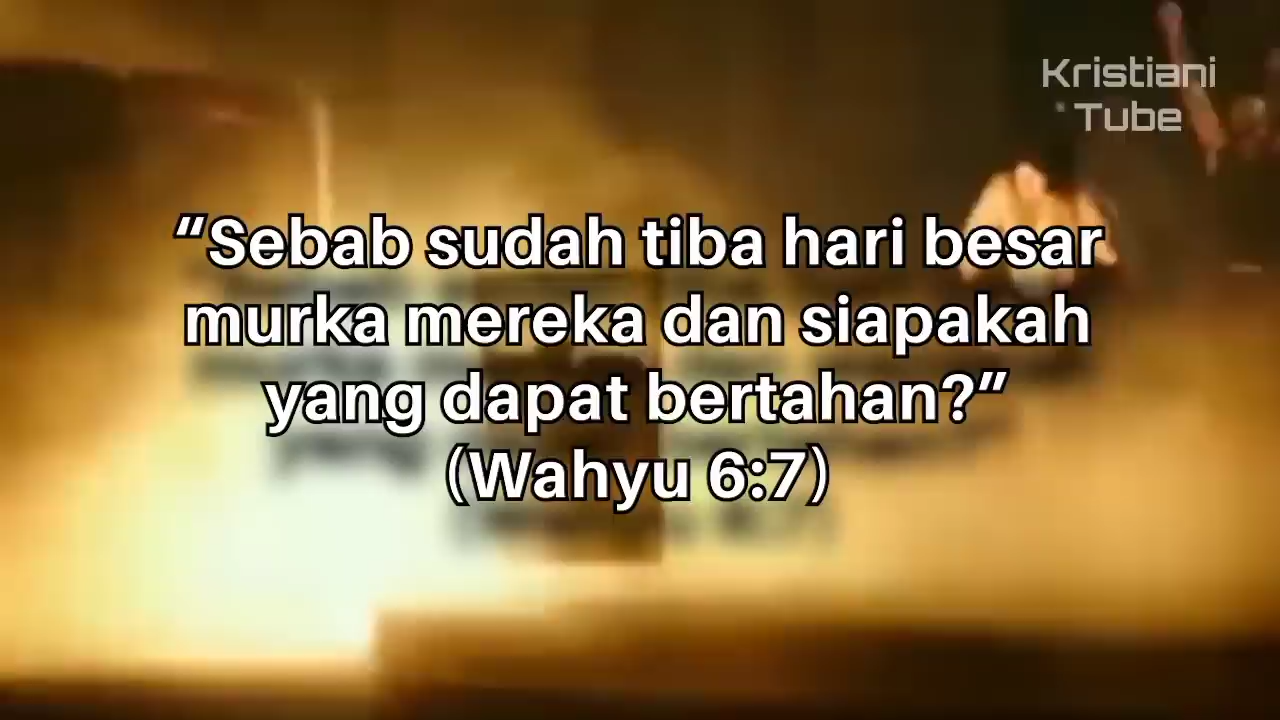 Kristiani
Tube
“Sebab sudah tiba hari besar
murka mereka dan siapakah
yang dapat bertahan?”
(Wahyu 6:7)